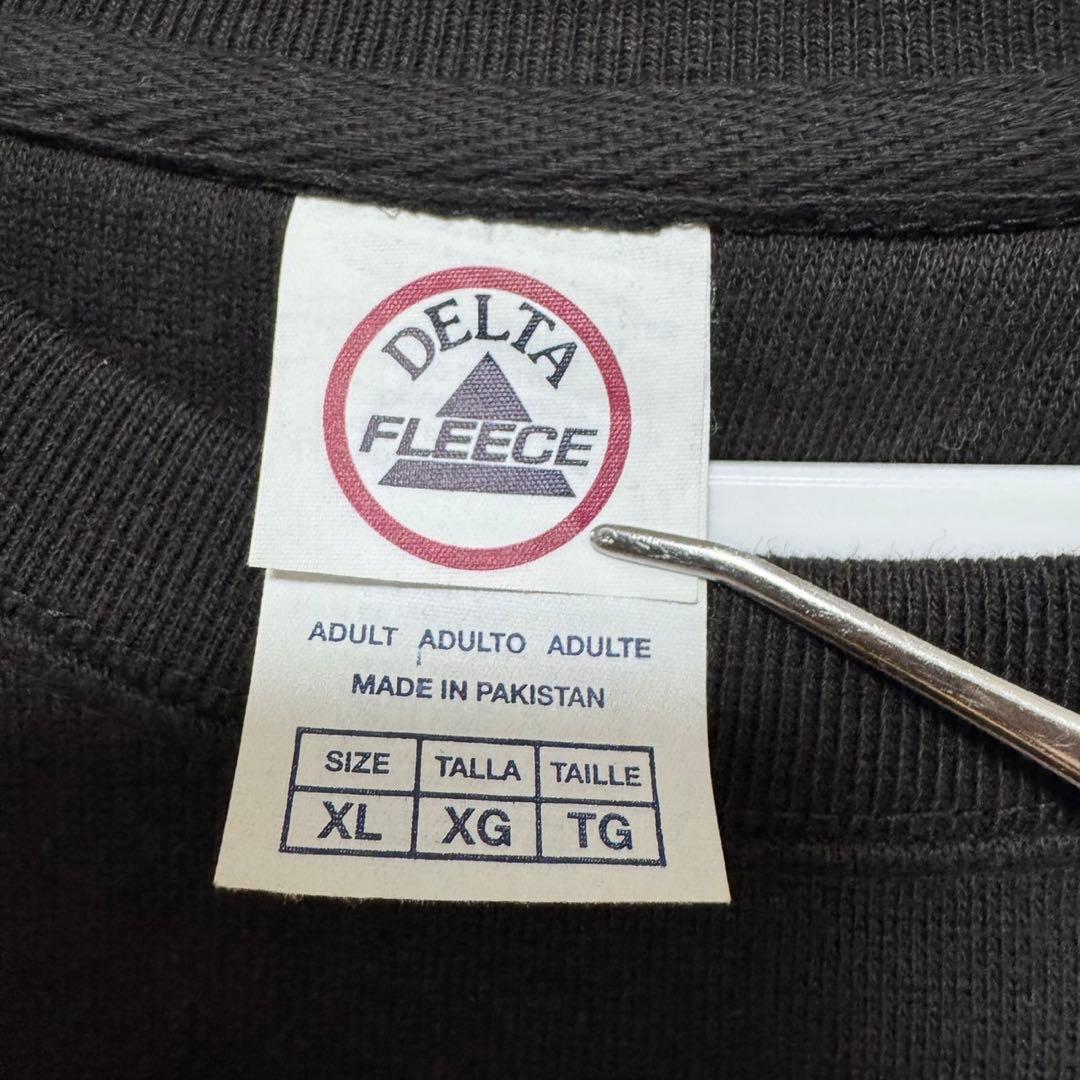 DELTA
FLEECE
ADULT ADULTO ADULTE
MADE IN PAKISTAN
SIZE TALLA TAILLE
XL XG TG